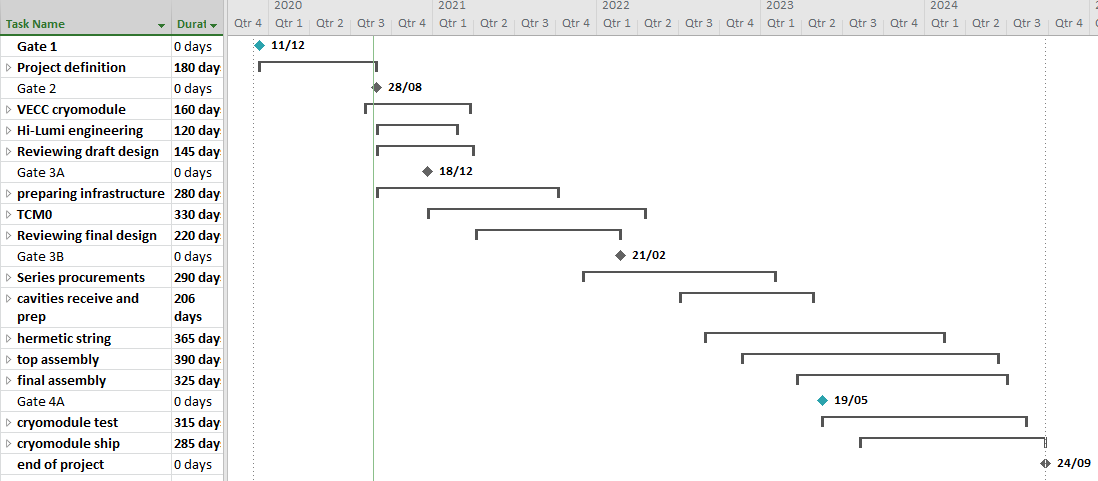 2020 2021 2022 2023 2024 2
Task Name Durat Qtr 4 Qtr 1 Qtr 2 Qtr 3 Qtr 4 Qtr 1 Qtr 2 Qtr 3 Qtr 4 Qtr 1 Qtr 2 Qtr 3 Qtr 4 Qtr 1 Qtr 2 Qtr 3 Qtr 4 Qtr 1 Qtr 2 Qtr 3 Qtr 4
Gate 1 0 days 11/12
Project definition 180 day
Gate 2 0 days 28/08
VECC cryomodule 160 day
Hi-Lumi engineering 120 day
Reviewing draft design 145 day
Gate 3A 0 days 18/12
preparing infrastructure 280 day
TCM0 330 day
Reviewing final design 220 day
Gate 3B 0 days 21/02
Series procurements 290 day
cavities receive and 206
prep days
hermetic string 365 day
top assembly 390 day
final assembly 325 day
Gate 4A 0 days 19/05
cryomodule test 315 day
cryomodule ship 285 day
end of project 0 days 24/09